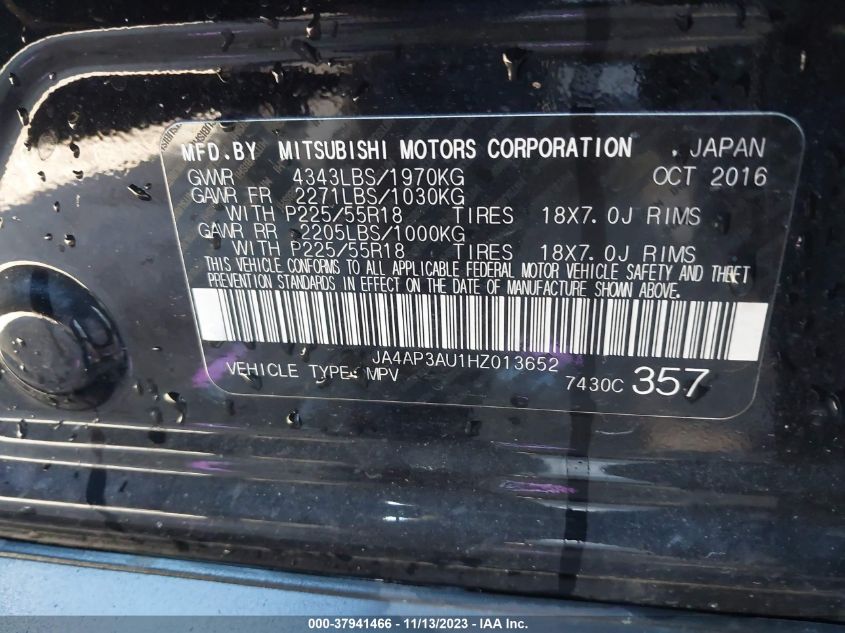 MFD.BY MITSUBISHI MOTORS CORPORATION . JAPAN
GVWR 4343LBS/1970KG OCT 2016
GAWR FR 2271LBS/1030KG
WITH P225/55R18 TIRES 18X7.0J RIMS
GAWR RR 2205LBS/1000KG
WITH P225/55R18 TIRES 18X7.0J RIMS
THIS VEHICLE CONFORMS TO ALL APPLICABLE FEDERAL MOTOR VEHICLE SAFETY AND THEFT
PREVENTION STANDARDS IN EFFECT ON THE DATE OF MANUFACTURE SHOWN ABOVE.
JA4AP3AU1HZ013652
VEHICLE TYPE: MPV 7430C 357
000-37941466 - 11/13/2023 - IAAI.com